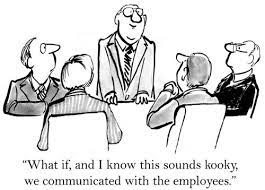 “What if, and I know this sounds kooky,
we communicated with the employees.”